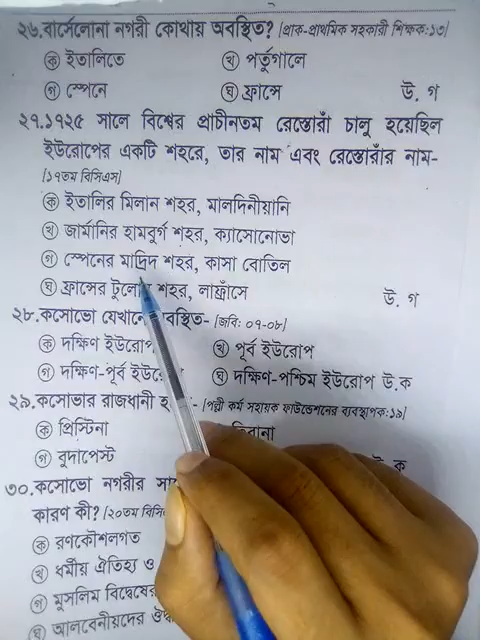 ২৬.বার্সেলোনা নগরী কোথায় অবস্থিত? [প্রাক-প্রাথমিক সহকারী শিক্ষক:১৩]
ক ইতালিতে খ পর্তুগালে
গ স্পেনে ঘ ফ্রান্সে উ. গ
২৭.১৭২৫ সালে বিশ্বের প্রাচীনতম রেস্তোরাঁ চালু হয়েছিল
ইউরোপের একটি শহরে, তার নাম এবং রেস্তোরাঁর নাম-
[১৭তম বিসিএস]
ক ইতালির মিলান শহর, মালদিনীয়ানি
খ জার্মানির হামবুর্গ শহর, ক্যাসোনোভা
গ স্পেনের মাদ্রিদ শহর, কাসা বোতিল
ঘ ফ্রান্সের শহর, লাফ্রাঁসে উ. গ
২৮.কসোভো যেখানে বস্থিত- [জবি: ০৭-০৮]
ক দক্ষিণ ইউরোপ খ পূর্ব ইউরোপ
গ দক্ষিণ-পূর্ব ঘ দক্ষিণ-পশ্চিম ইউরোপ উ.ক
২৯.কসোভার রাজধানী হ - [পল্লী কর্ম সহায়ক ফাউন্ডেশনের ব্যবস্থাপক:১৯]
ক প্রিস্টিনা তিরানা
গ বুদাপেস্ট উ. ক
৩০.কসোভো নগরীর
কারণ কী? [২০তম
ক রণকৌশলগত
খ ধর্মীয় ঐতিহ্য ও
গ মুসলিম বিদ্বেষের
ঘ আলবেনীয়দের